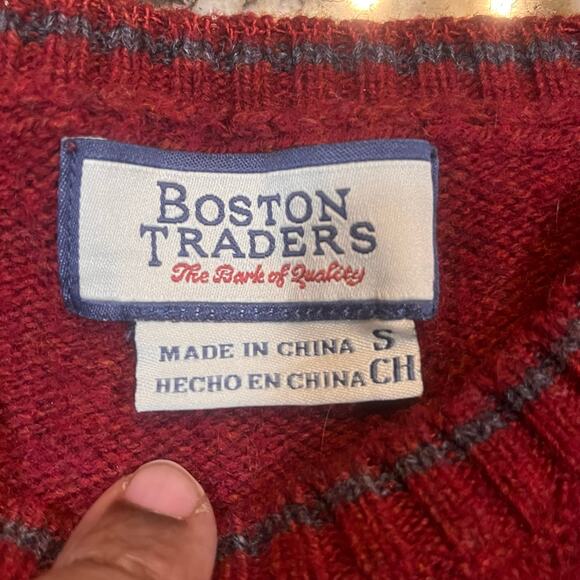 BOSTON
TRADERS
The Bark of Quality
MADE IN CHINA S
HECHO EN CHINA CH